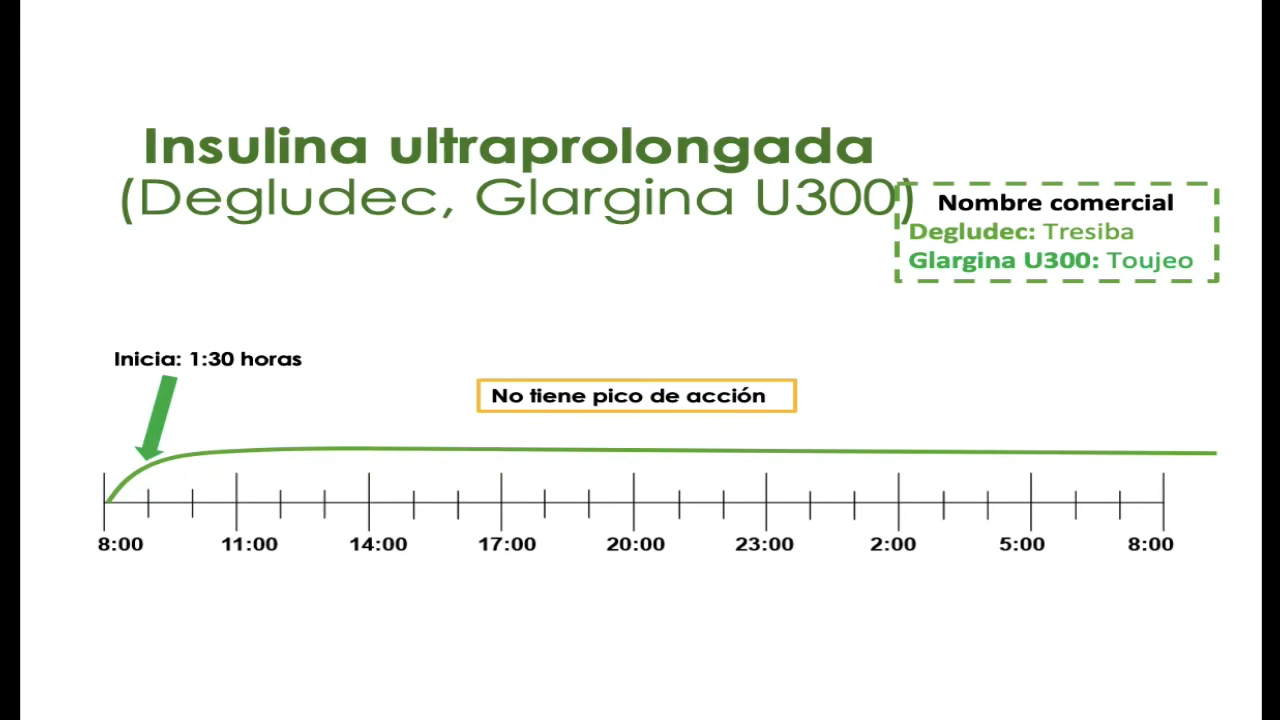 Insulina ultraprolongada
(Degludec, Glargina U300)
Nombre comercial
Degludec: Tresiba
Glargina U300: Toujeo
Inicia: 1:30 horas
No tiene pico de acción
8:00 11:00 14:00 17:00 20:00 23:00 2:00 5:00 8:00